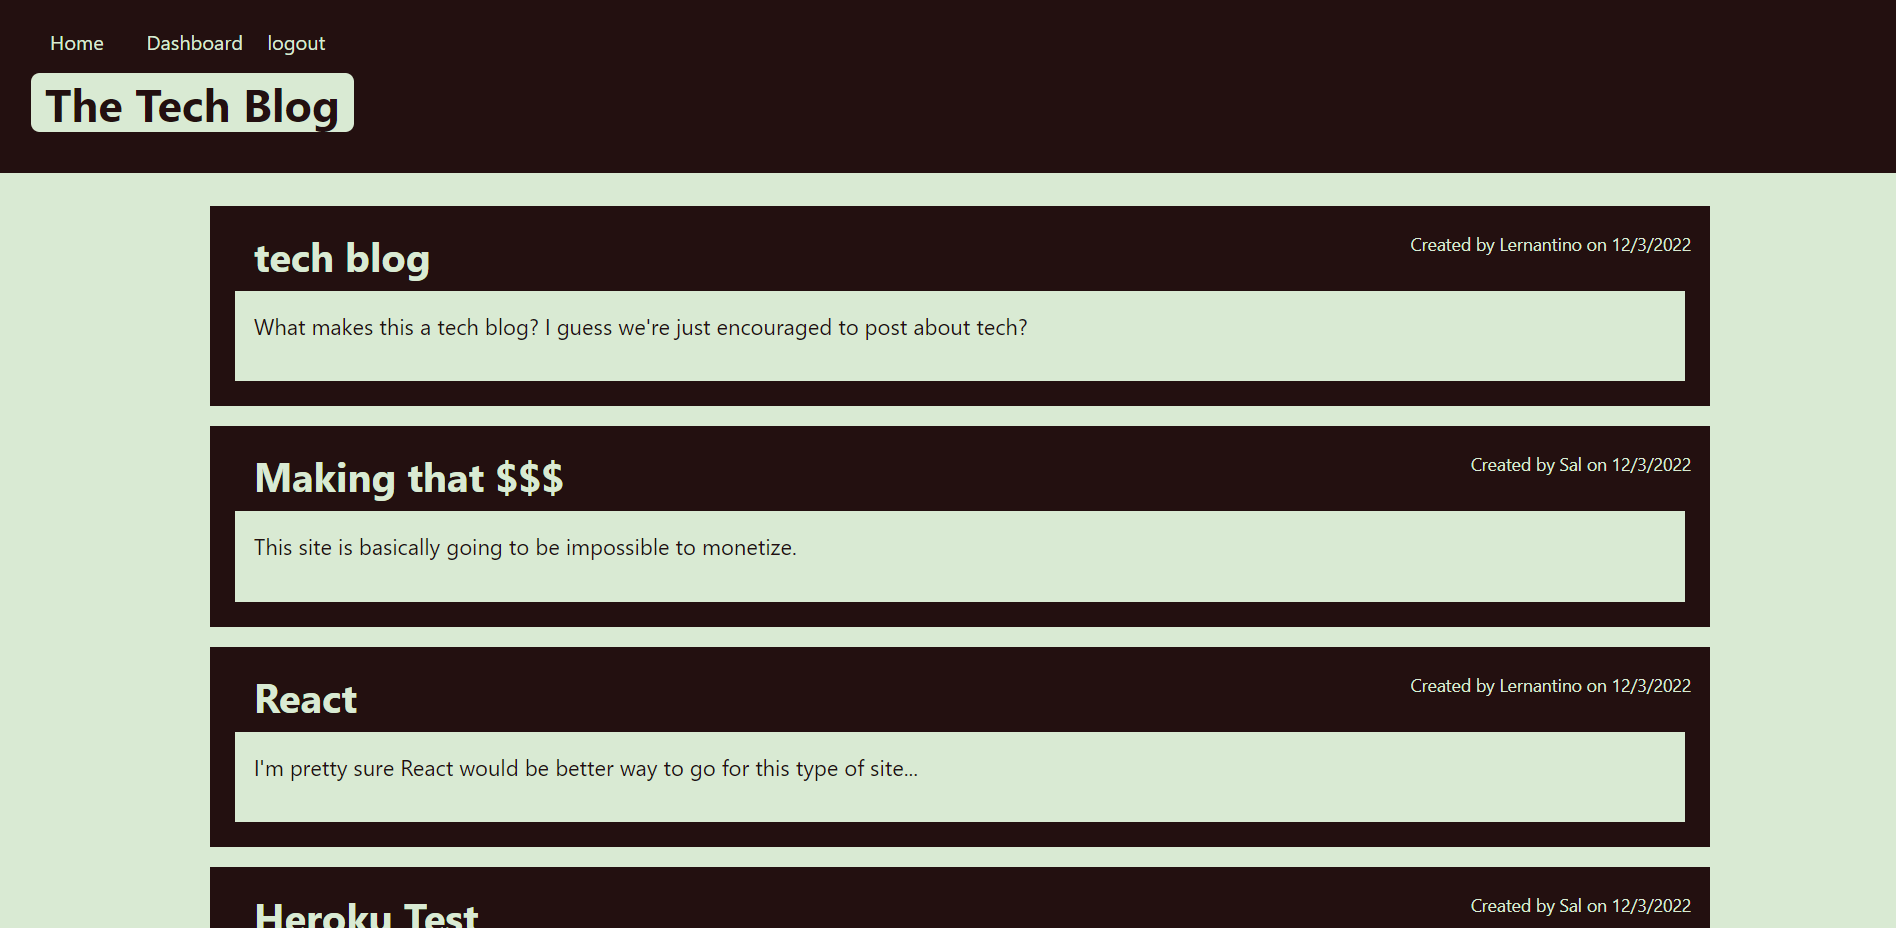 Home Dashboard logout
The Tech Blog
tech blog
Created by Lernantino on 12/3/2022
What makes this a tech blog? I guess we're just encouraged to post about tech?
Making that $$$
Created by Sal on 12/3/2022
This site is basically going to be impossible to monetize.
React
Created by Lernantino on 12/3/2022
I'm pretty sure React would be better way to go for this type of site...
Heroku Test
Created by Sal on 12/3/2022